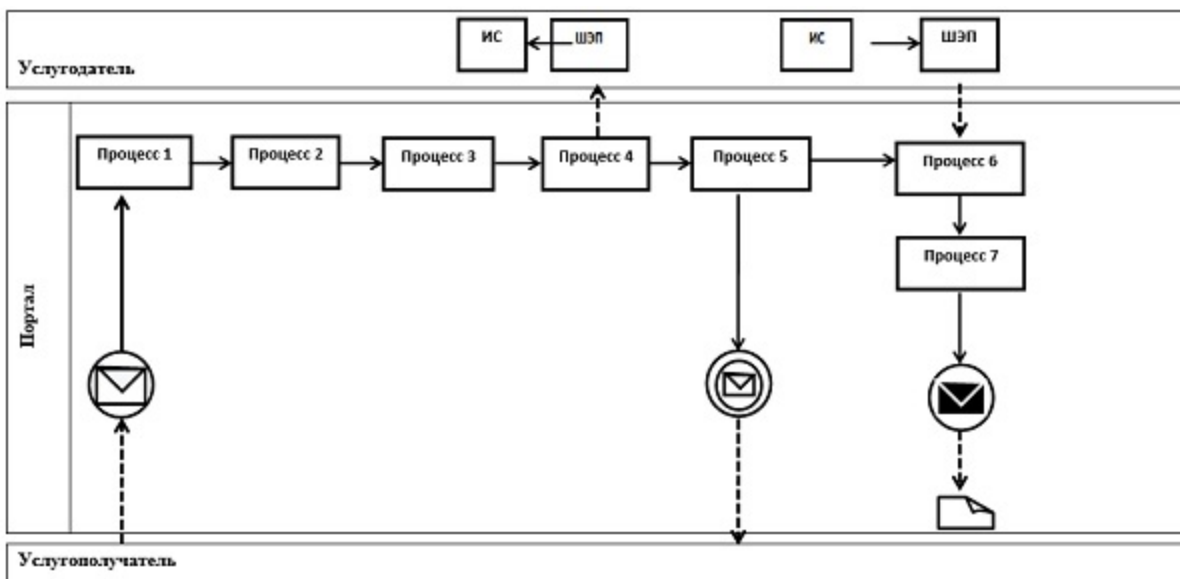 ИС
ШЭП
ИС
ШЭП
Услугодатель
Процесс 1
Процесс 2
Процесс 3
Процесс 4
Процесс 5
Процесс 6
Процесс 7
Портал
Услугополучатель